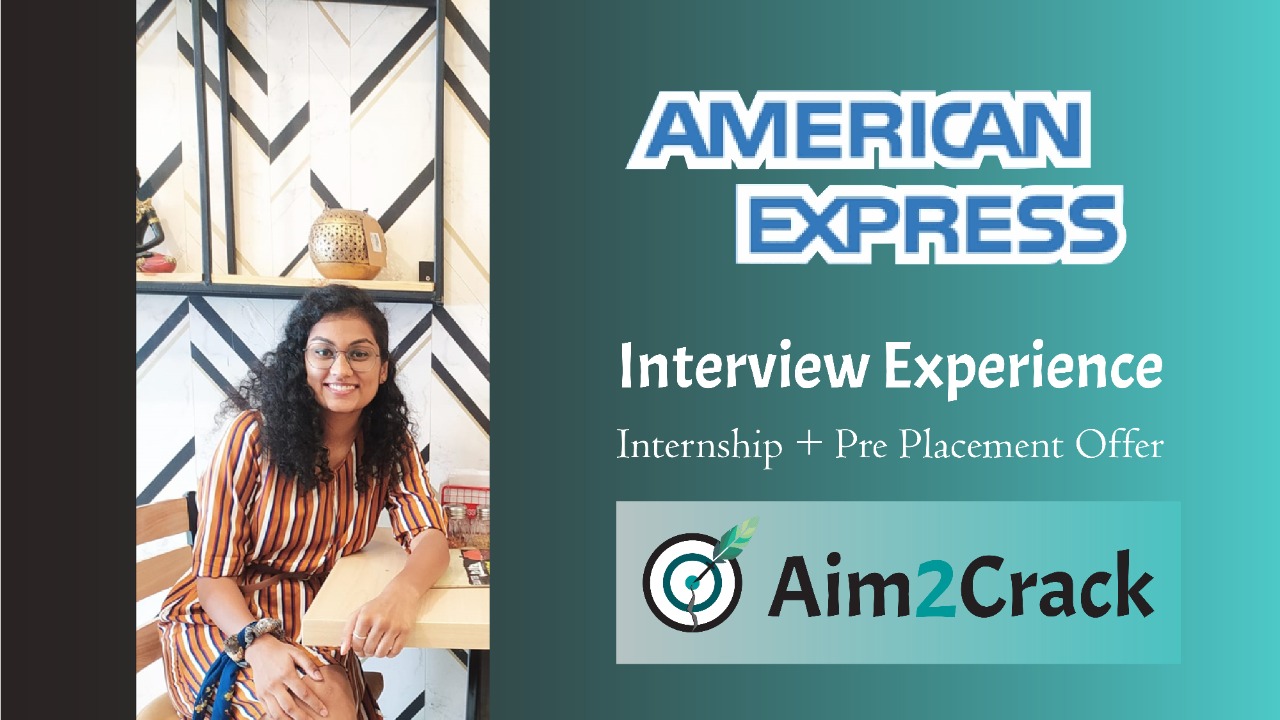 AMERICAN
EXPRESS
Interview Experience
Internship + Pre Placement Offer
Aim2Crack